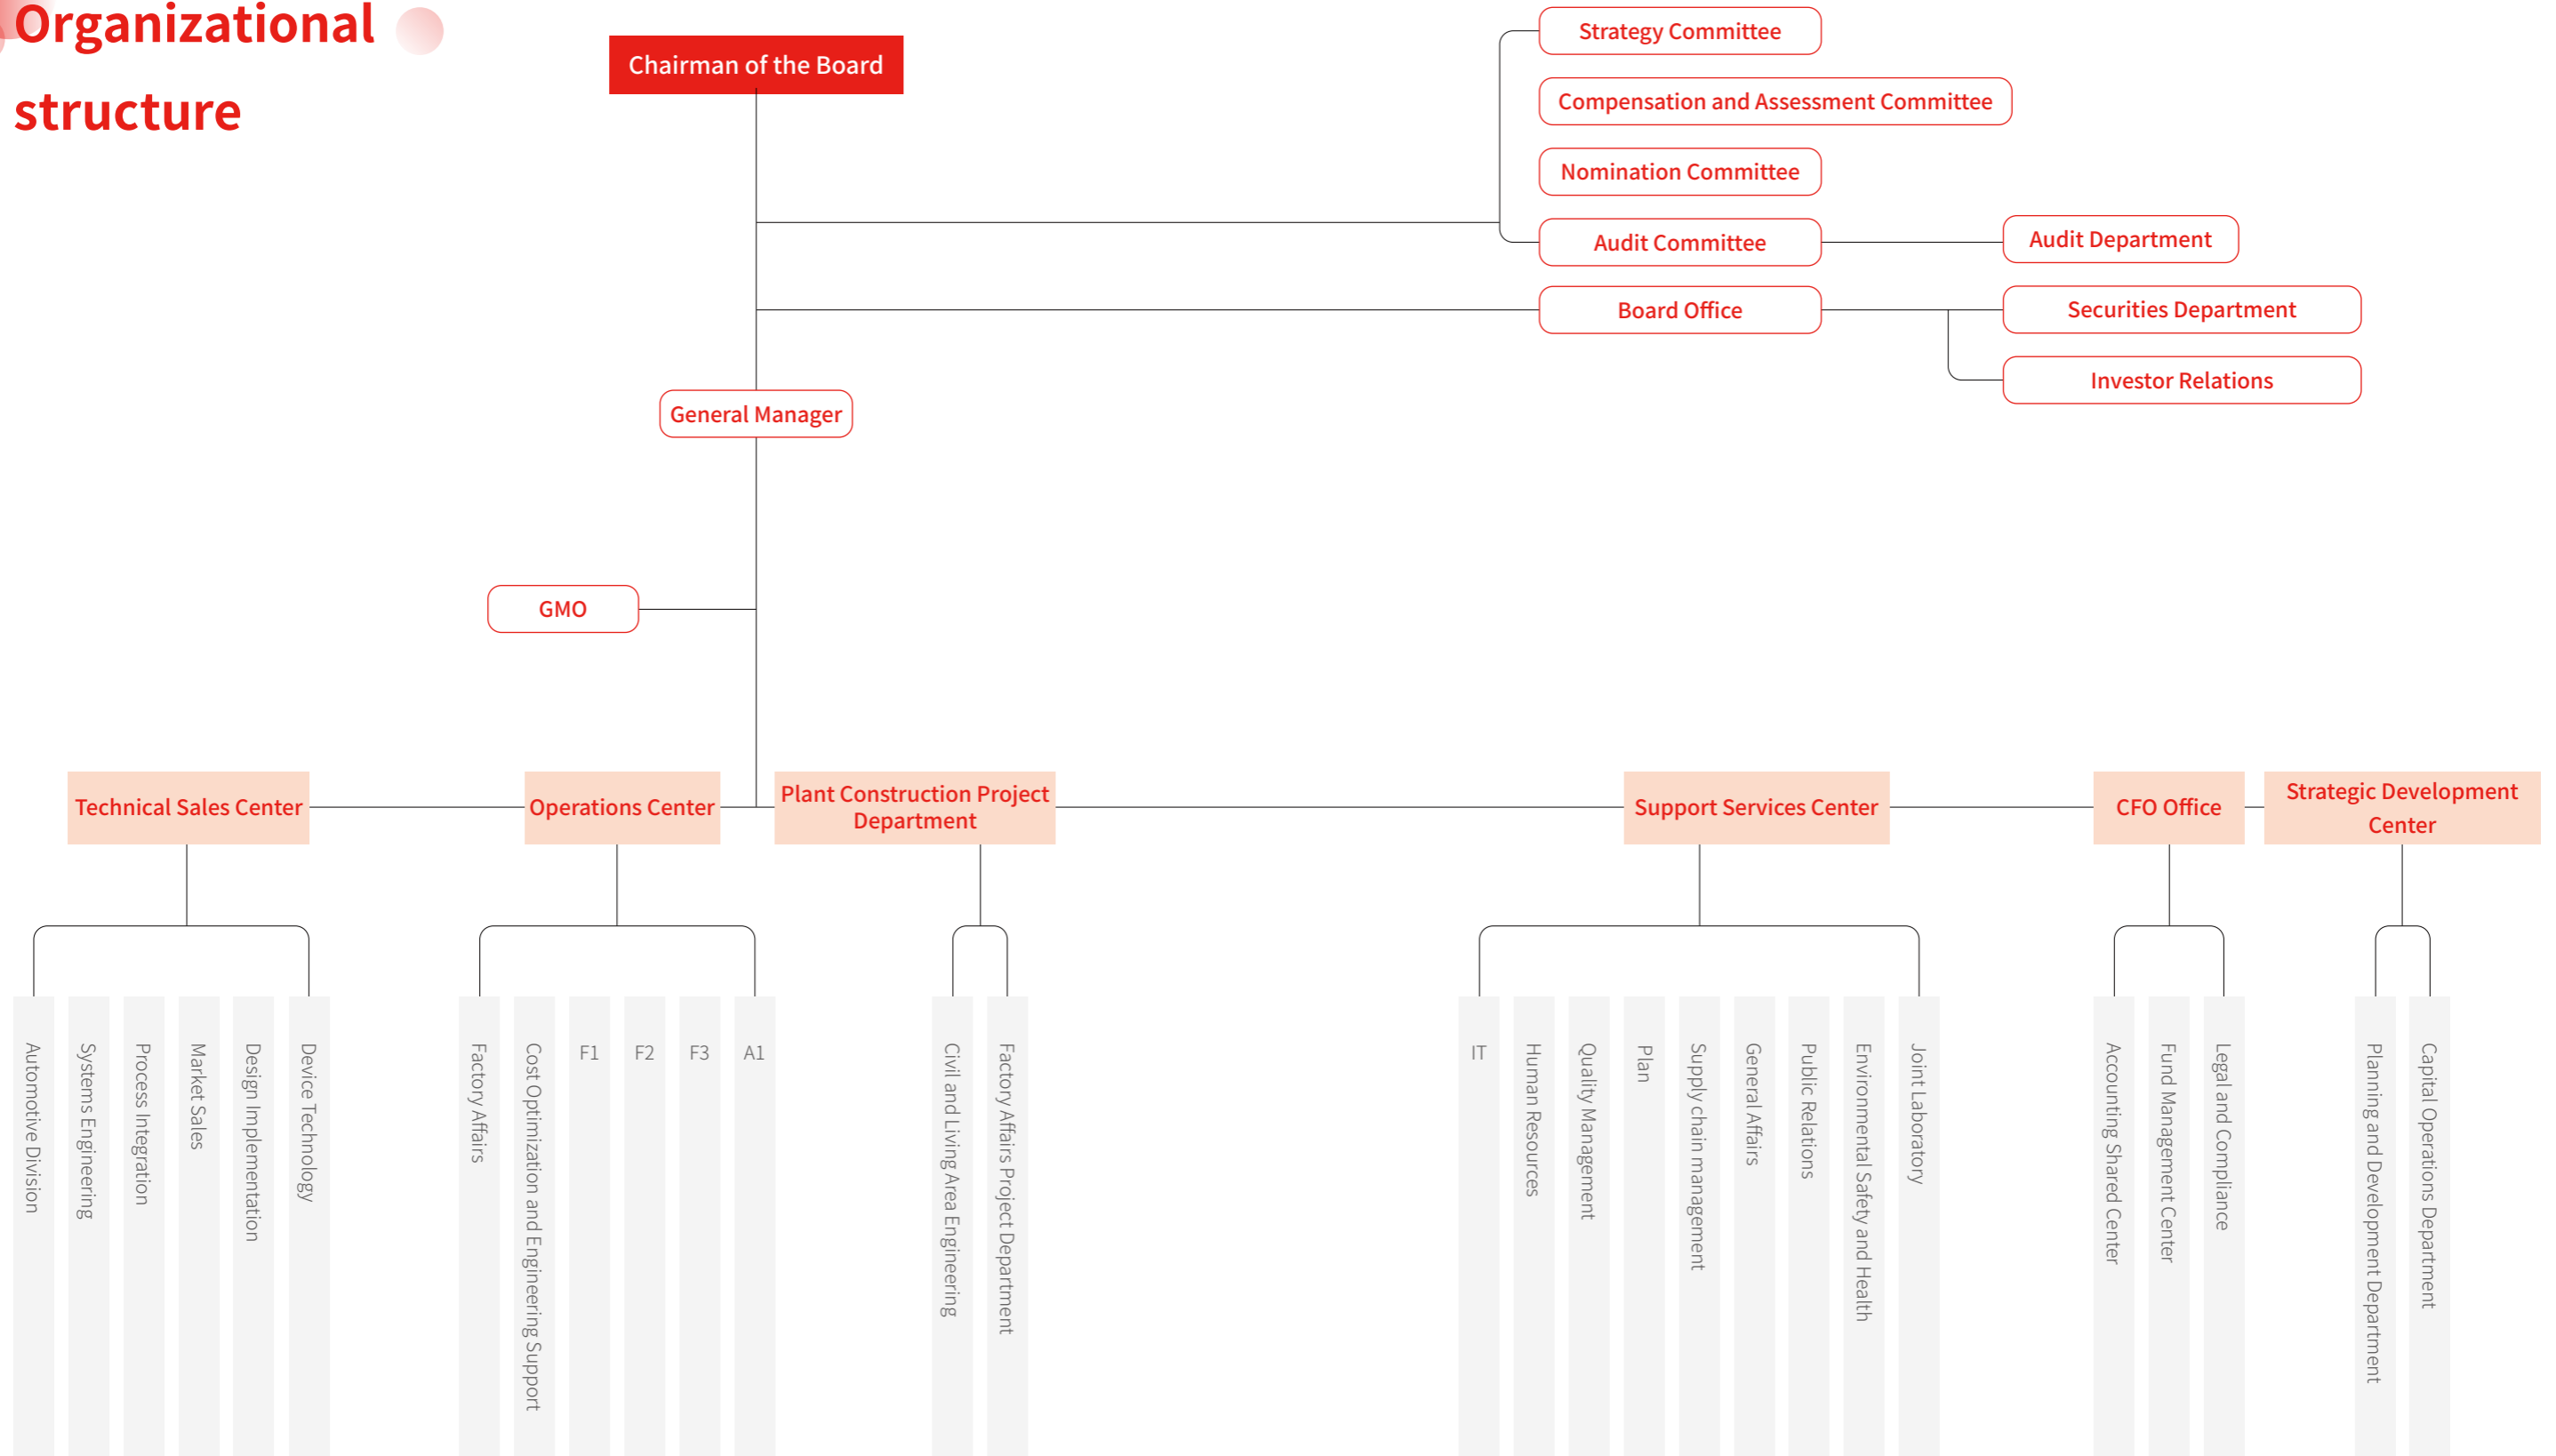 Organizational
structure
Chairman of the Board
Strategy Committee
Compensation and Assessment Committee
Nomination Committee
Audit Committee
Audit Department
Board Office
Securities Department
Investor Relations
General Manager
GMO
Technical Sales Center
Operations Center
Plant Construction Project
Department
Support Services Center
CFO Office
Strategic Development
Center
Automotive Division
Systems Engineering
Process Integration
Market Sales
Design Implementation
Device Technology
Factory Affairs
Cost Optimization and Engineering Support
F1
F2
F3
A1
Civil and Living Area Engineering
Factory Affairs Project Department
IT
Human Resources
Quality Management
Plan
Supply chain management
General Affairs
Public Relations
Environmental Safety and Health
Joint Laboratory
Accounting Shared Center
Fund Management Center
Legal and Compliance
Planning and Development Department
Capital Operations Department